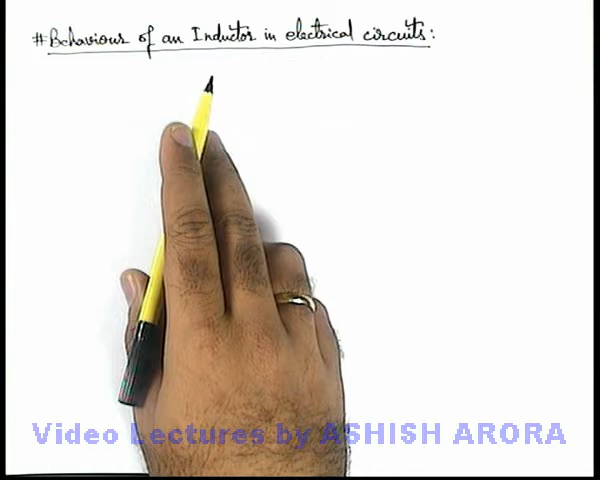 #Behaviour of an Inductor in electrical circuits:
Video Lectures by ASHISH ARORA